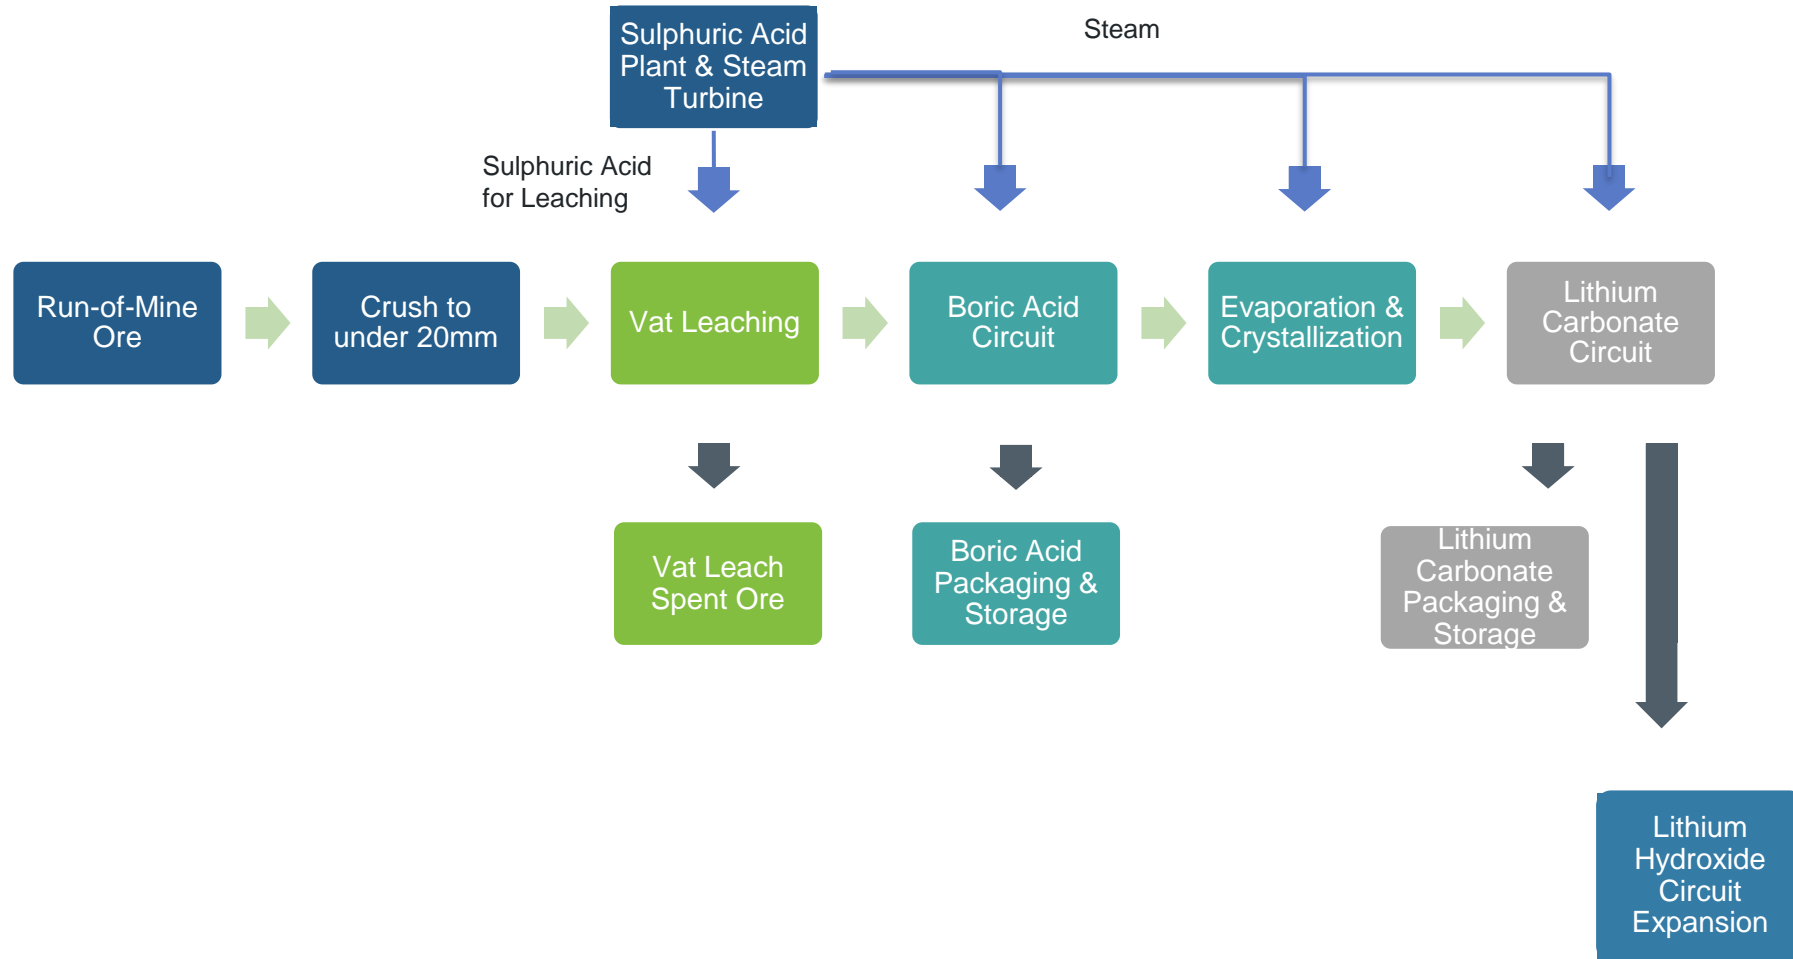 Sulphuric Acid
Plant & Steam
Turbine
Steam
Sulphuric Acid
for Leaching
Run-of-Mine
Ore
Crush to
under 20mm
Vat Leaching
Boric Acid
Circuit
Evaporation &
Crystallization
Lithium
Carbonate
Circuit
Vat Leach
Spent Ore
Boric Acid
Packaging &
Storage
Lithium
Carbonate
Packaging &
Storage
Lithium
Hydroxide
Circuit
Expansion